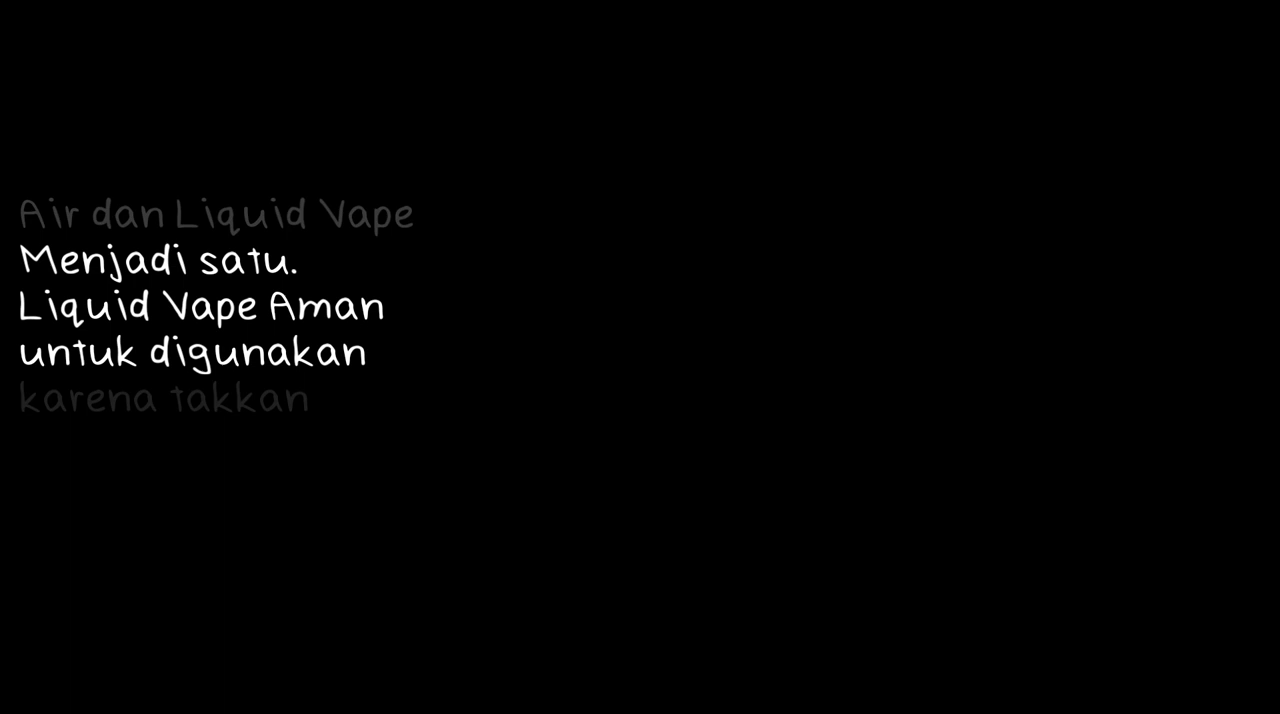 Air dan Liquid Vape
Menjadi satu.
Liquid Vape Aman
untuk digunakan
karena takkan